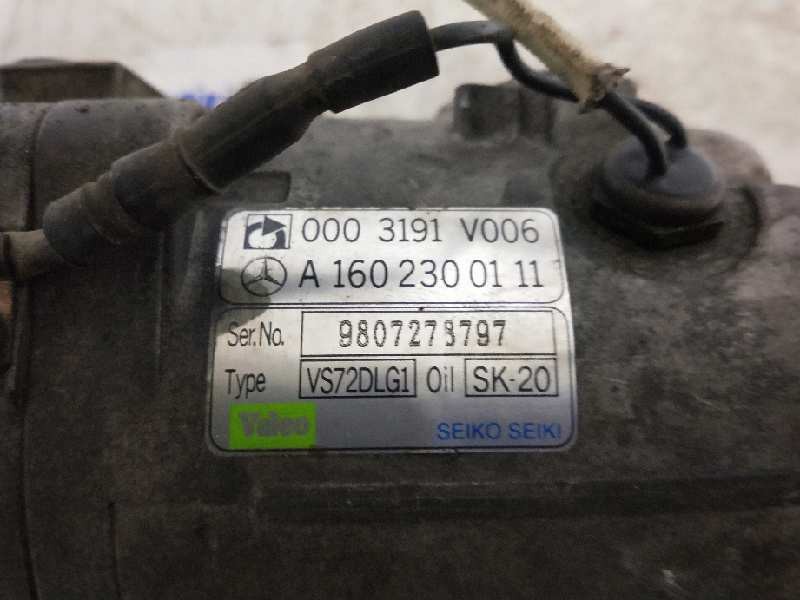 000 3191 V006
A 160 230 01 11
Ser. No. 9807273797
Type VS72DLG1 Oil SK-20
Valeo SEIKO SEIKI